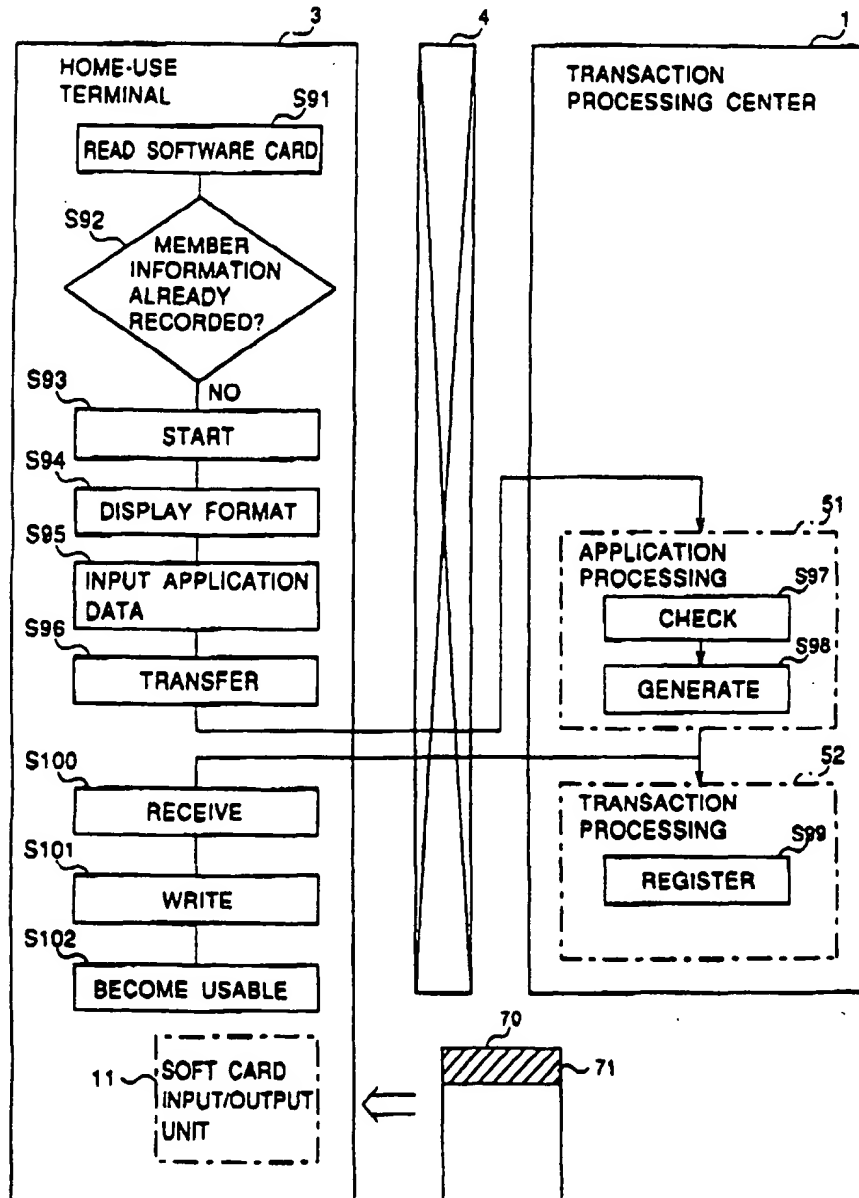 3
4
1
HOME-USE
TERMINAL
TRANSACTION
PROCESSING CENTER
S91
READ SOFTWARE CARD
S92
MEMBER
INFORMATION
ALREADY
RECORDED?
NO
S93
START
S94
DISPLAY FORMAT
S95
INPUT APPLICATION
DATA
S96
TRANSFER
51
APPLICATION
PROCESSING
S97
CHECK
S98
GENERATE
S100
RECEIVE
52
TRANSACTION
PROCESSING
S99
REGISTER
S101
WRITE
S102
BECOME USABLE
11
SOFT CARD
INPUT/OUTPUT
UNIT
70
71